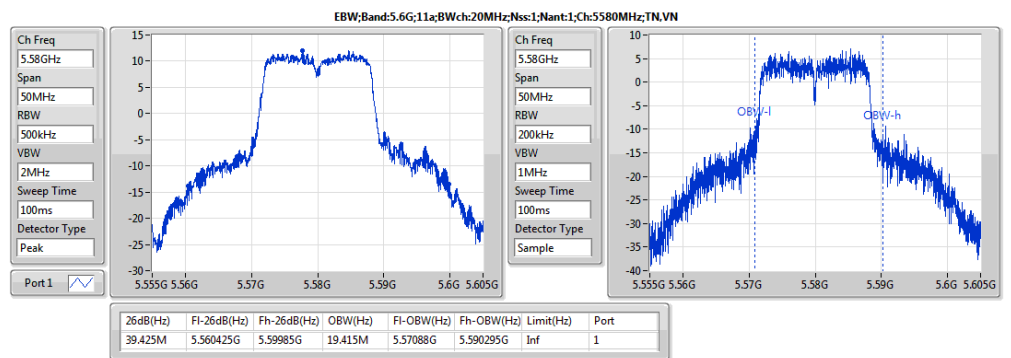 EBW;Band:5.6G;11a;BWch:20MHz;Nss:1;Nant:1;Ch:5580MHz;TN,VN
Ch Freq
5.58GHz
Span
50MHz
RBW
500kHz
VBW
2MHz
Sweep Time
100ms
Detector Type
Peak
Port 1
15
10
5
0
-5
-10
-15
-20
-25
-30
5.555G 5.56G 5.57G 5.58G 5.59G 5.6G 5.605G
Ch Freq
5.58GHz
Span
50MHz
RBW
200kHz
VBW
1MHz
Sweep Time
100ms
Detector Type
Sample
10
5
0
-5
-10
-15
-20
-25
-30
-35
-40
OBW-l
OBW-h
5.555G 5.56G 5.57G 5.58G 5.59G 5.6G 5.605G
26dB(Hz) Fl-26dB(Hz) Fh-26dB(Hz) OBW(Hz) Fl-OBW(Hz) Fh-OBW(Hz) Limit(Hz) Port
39.425M 5.560425G 5.59985G 19.415M 5.57088G 5.590295G Inf 1